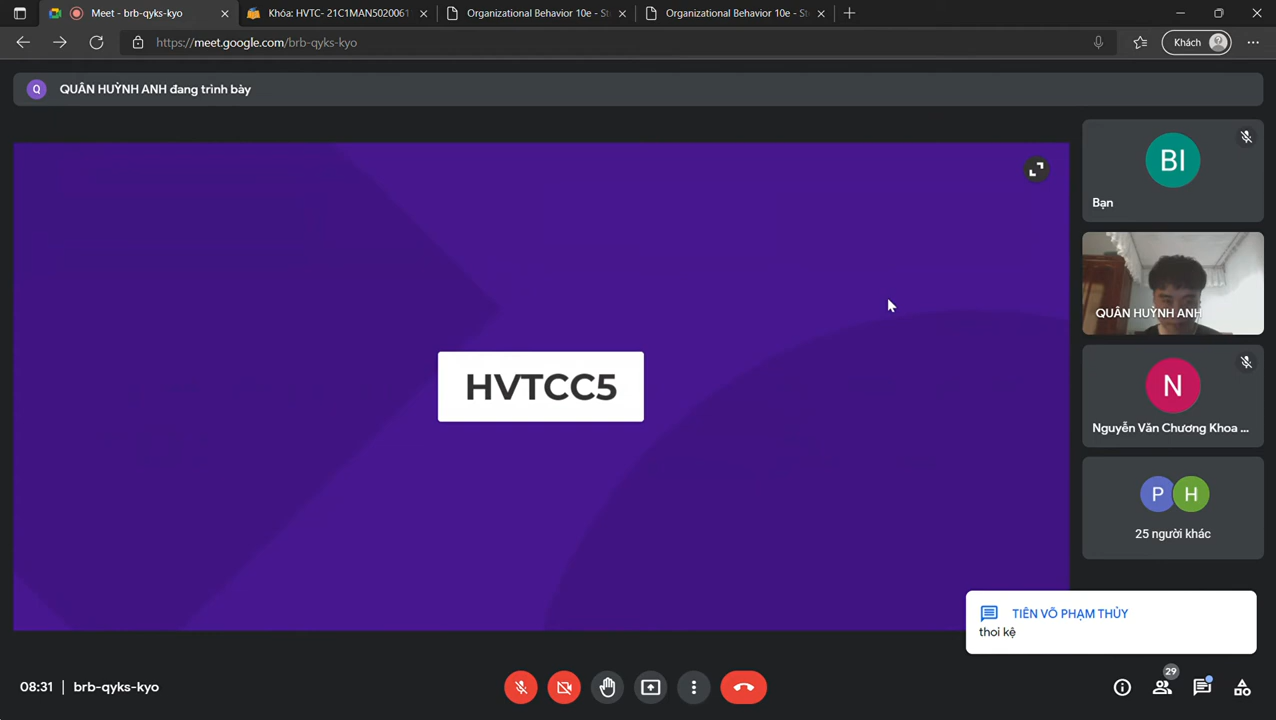 Meet - brb-qyks-kyo
Khóa: HVTC- 21C1MAN5020061
Organizational Behavior 10e - St
Organizational Behavior 10e - St
https://meet.google.com/brb-qyks-kyo
Khách
Q
QUÂN HUỲNH ANH đang trình bày
BI
Bạn
QUÂN HUỲNH ANH
HVTCC5
N
Nguyễn Văn Chương Khoa ...
P
H
25 người khác
TIÊN VÕ PHẠM THỦY
thoi kệ
08:31 | brb-qyks-kyo
29